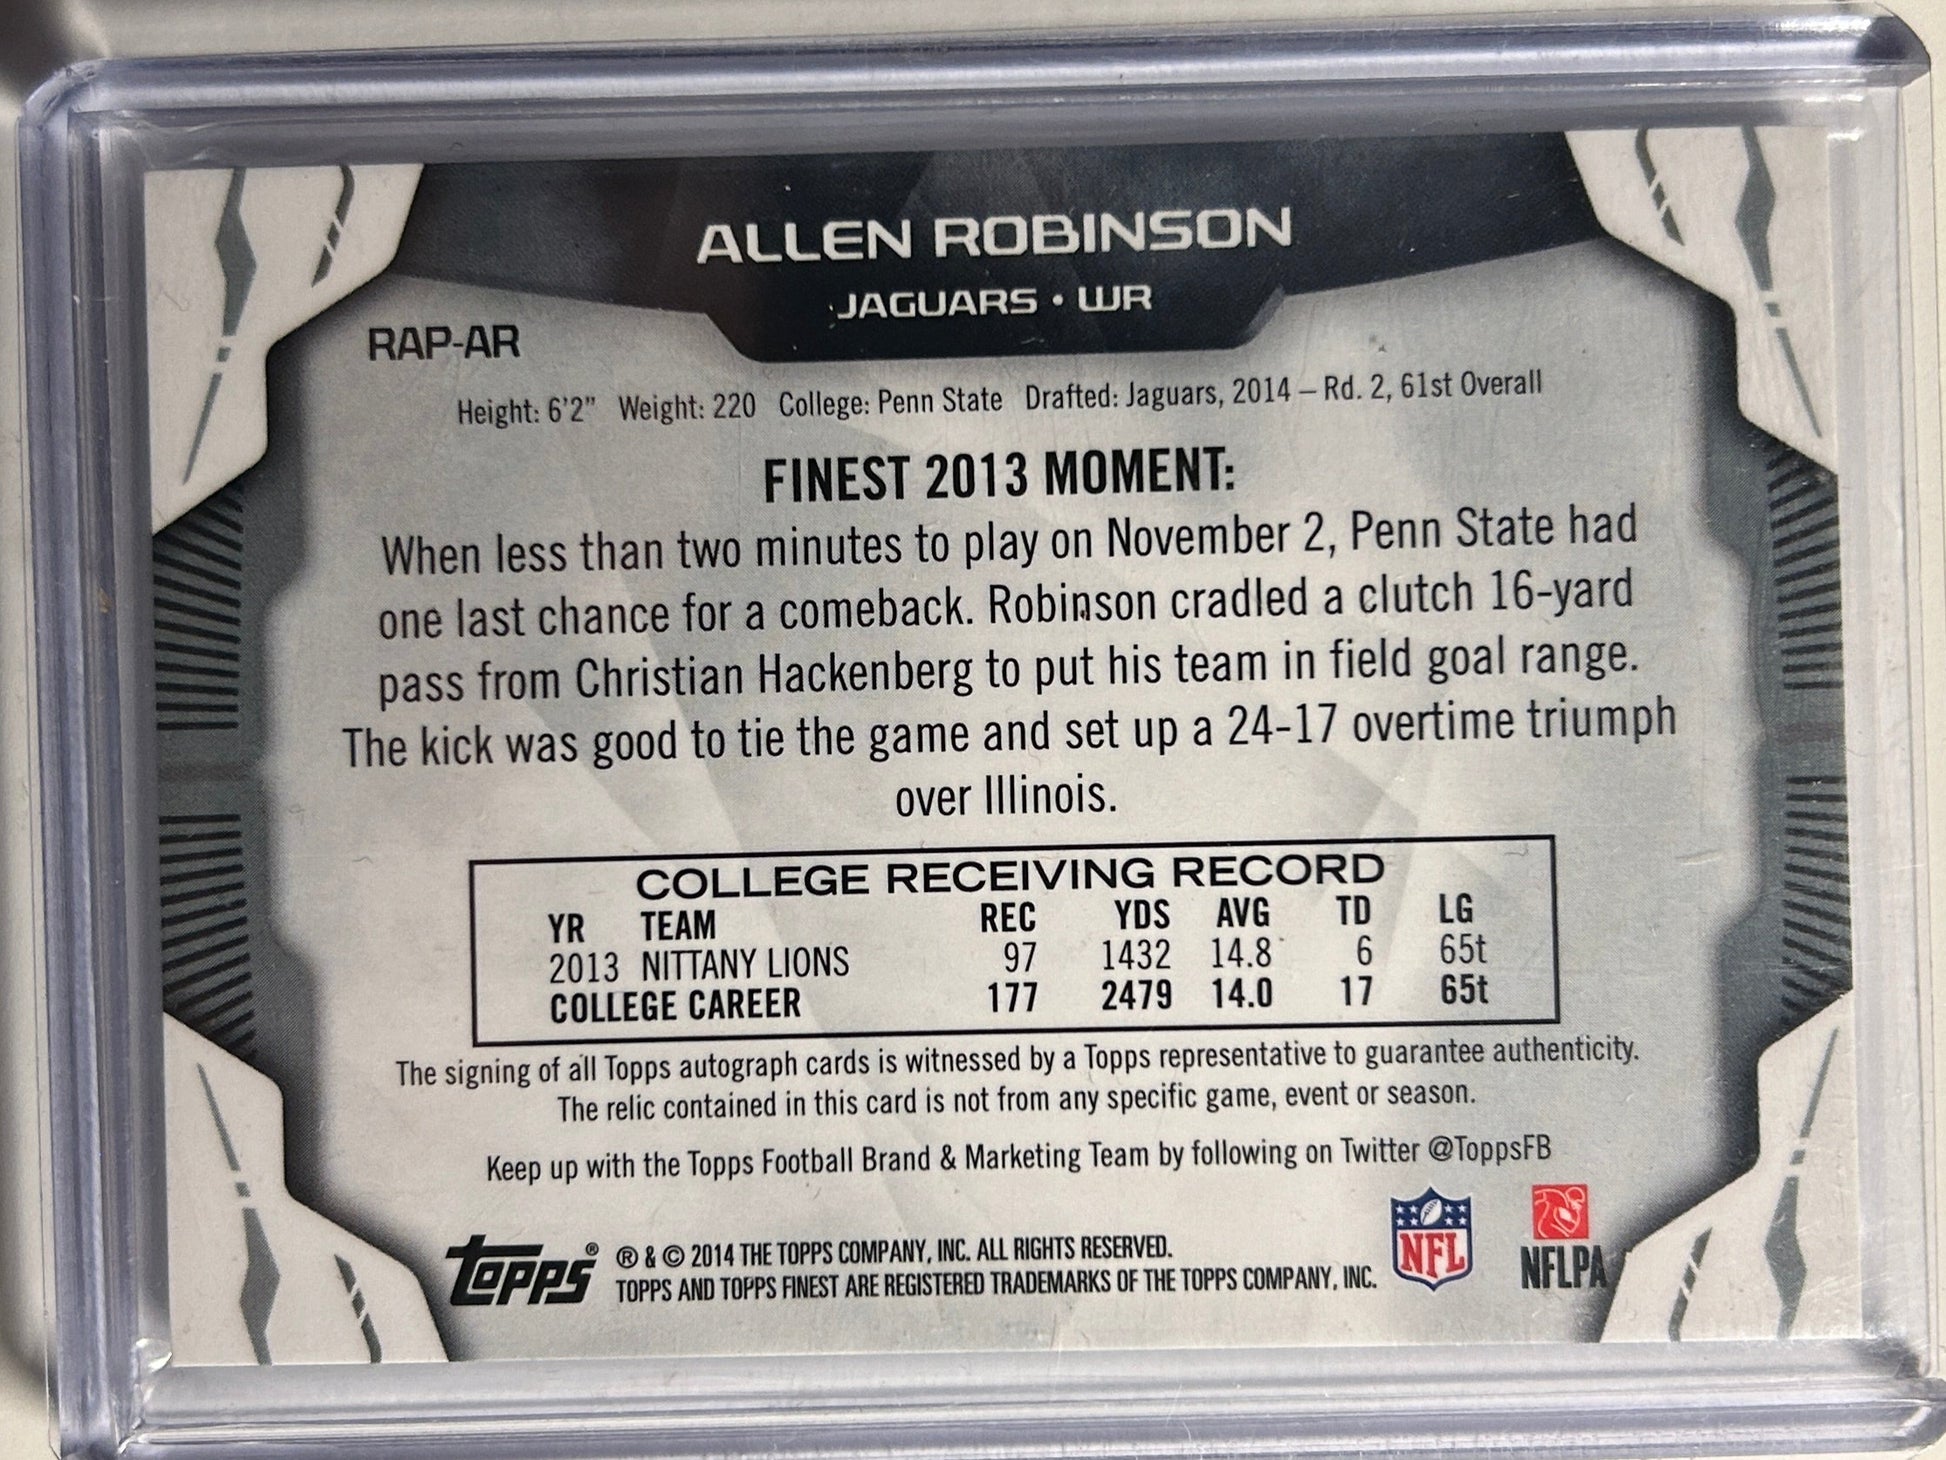 ALLEN ROBINSON
JAGUARS • WR
RAP-AR
Height: 6'2" Weight: 220 College: Penn State Drafted: Jaguars, 2014 – Rd. 2, 61st Overall
FINEST 2013 MOMENT:
When less than two minutes to play on November 2, Penn State had
one last chance for a comeback. Robinson cradled a clutch 16-yard
pass from Christian Hackenberg to put his team in field goal range.
The kick was good to tie the game and set up a 24-17 overtime triumph
over Illinois.
COLLEGE RECEIVING RECORD
YR TEAM REC YDS AVG TD LG
2013 NITTANY LIONS 97 1432 14.8 6 65t
COLLEGE CAREER 177 2479 14.0 17 65t
The signing of all Topps autograph cards is witnessed by a Topps representative to guarantee authenticity.
The relic contained in this card is not from any specific game, event or season.
Keep up with the Topps Football Brand & Marketing Team by following on Twitter @ToppsFB
Topps® ® & © 2014 THE TOPPS COMPANY, INC. ALL RIGHTS RESERVED.
TOPPS AND TOPPS FINEST ARE REGISTERED TRADEMARKS OF THE TOPPS COMPANY, INC.
NFL
NFLPA